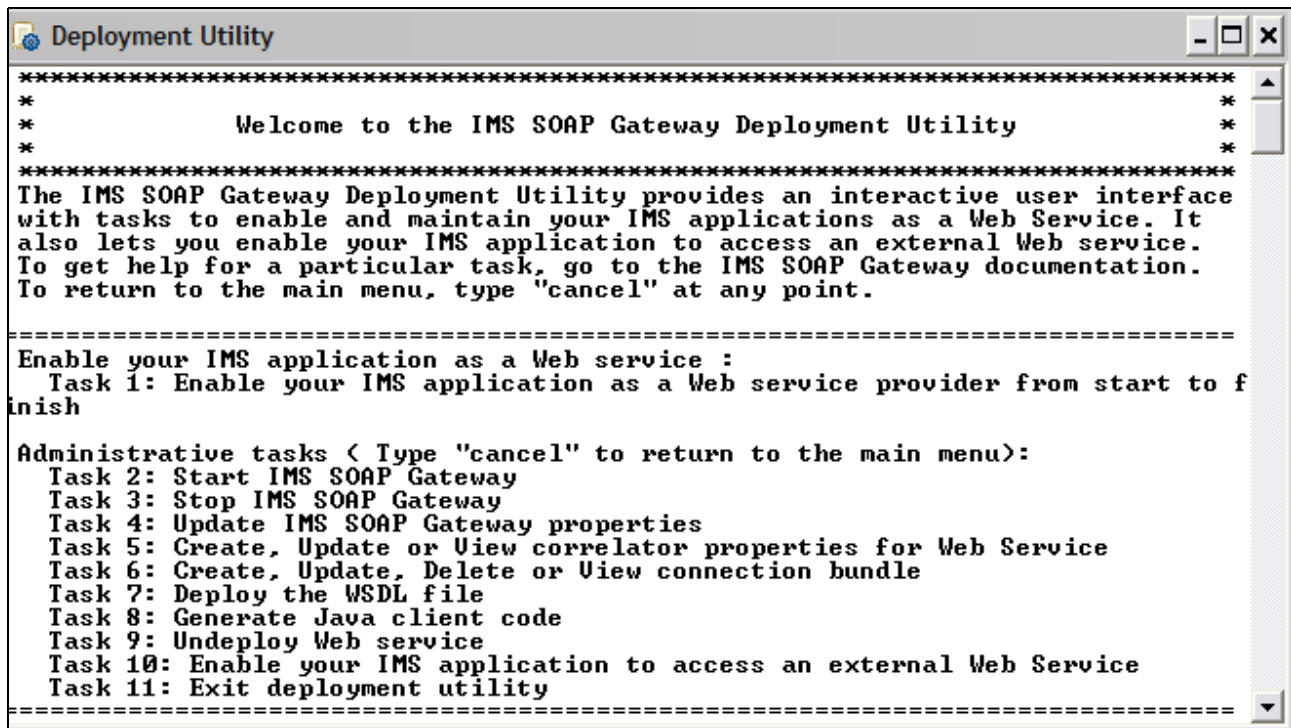 Deployment Utility
*******************************************************************************
*                                                                             *
*              Welcome to the IMS SOAP Gateway Deployment Utility             *
*                                                                             *
*******************************************************************************
The IMS SOAP Gateway Deployment Utility provides an interactive user interface
with tasks to enable and maintain your IMS applications as a Web Service. It
also lets you enable your IMS application to access an external Web service.
To get help for a particular task, go to the IMS SOAP Gateway documentation.
To return to the main menu, type "cancel" at any point.
===============================================================================
Enable your IMS application as a Web service :
Task 1: Enable your IMS application as a Web service provider from start to f
inish
Administrative tasks ( Type "cancel" to return to the main menu):
Task 2: Start IMS SOAP Gateway
Task 3: Stop IMS SOAP Gateway
Task 4: Update IMS SOAP Gateway properties
Task 5: Create, Update or View correlator properties for Web Service
Task 6: Create, Update, Delete or View connection bundle
Task 7: Deploy the WSDL file
Task 8: Generate Java client code
Task 9: Undeploy Web service
Task 10: Enable your IMS application to access an external Web Service
Task 11: Exit deployment utility
===============================================================================